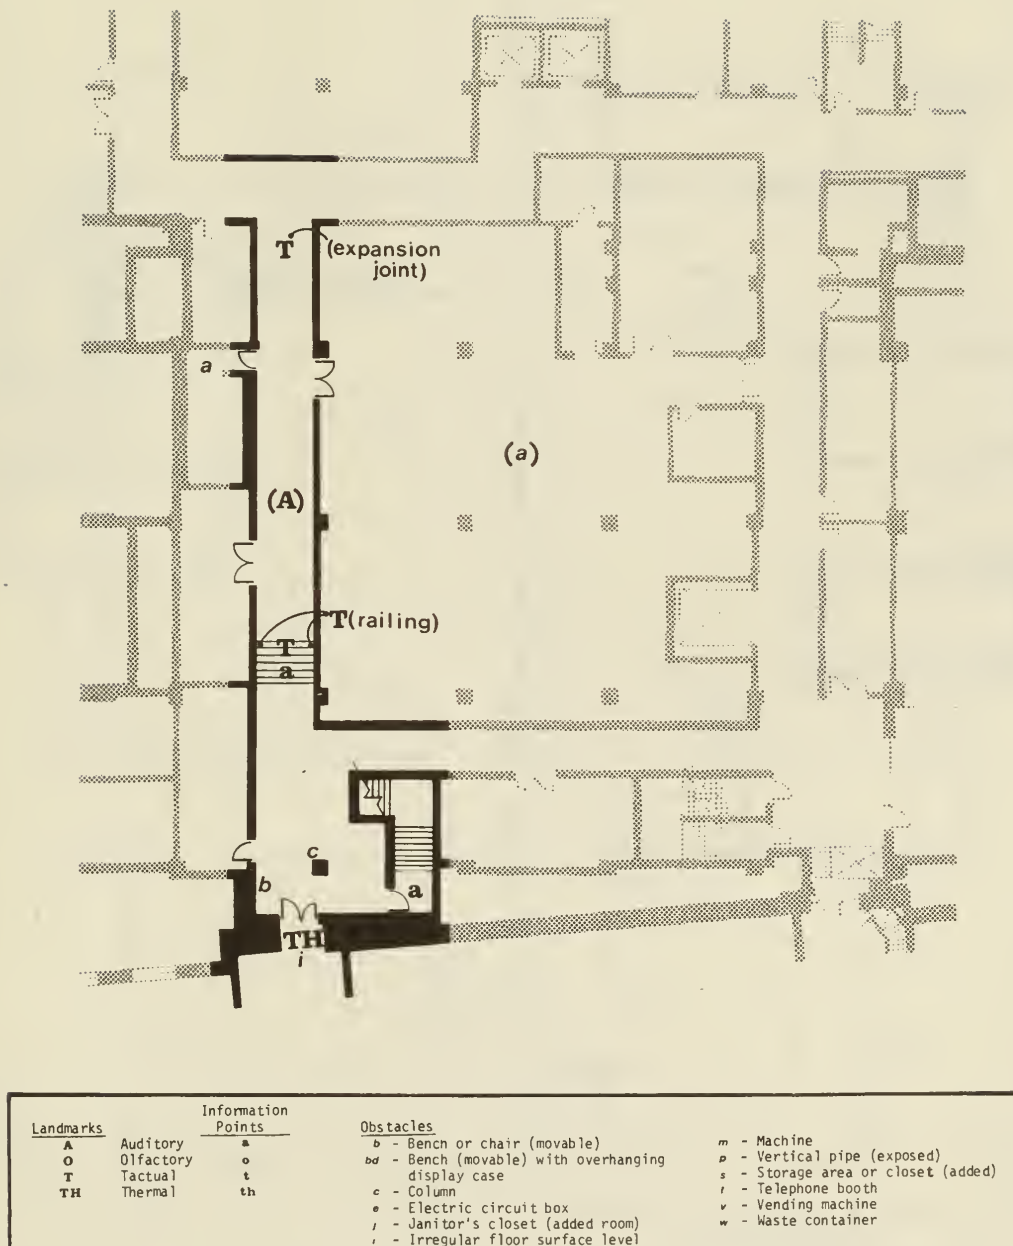 T (expansion
joint)
a
(a)
(A)
T(railing)
T
a
c
b
a
TH
i
Landmarks
Information
Points
A Auditory a
O Olfactory o
T Tactual t
TH Thermal th
Obstacles
b - Bench or chair (movable)
bd - Bench (movable) with overhanging
display case
c - Column
e - Electric circuit box
j - Janitor's closet (added room)
i - Irregular floor surface level
m - Machine
p - Vertical pipe (exposed)
s - Storage area or closet (added)
t - Telephone booth
v - Vending machine
w - Waste container